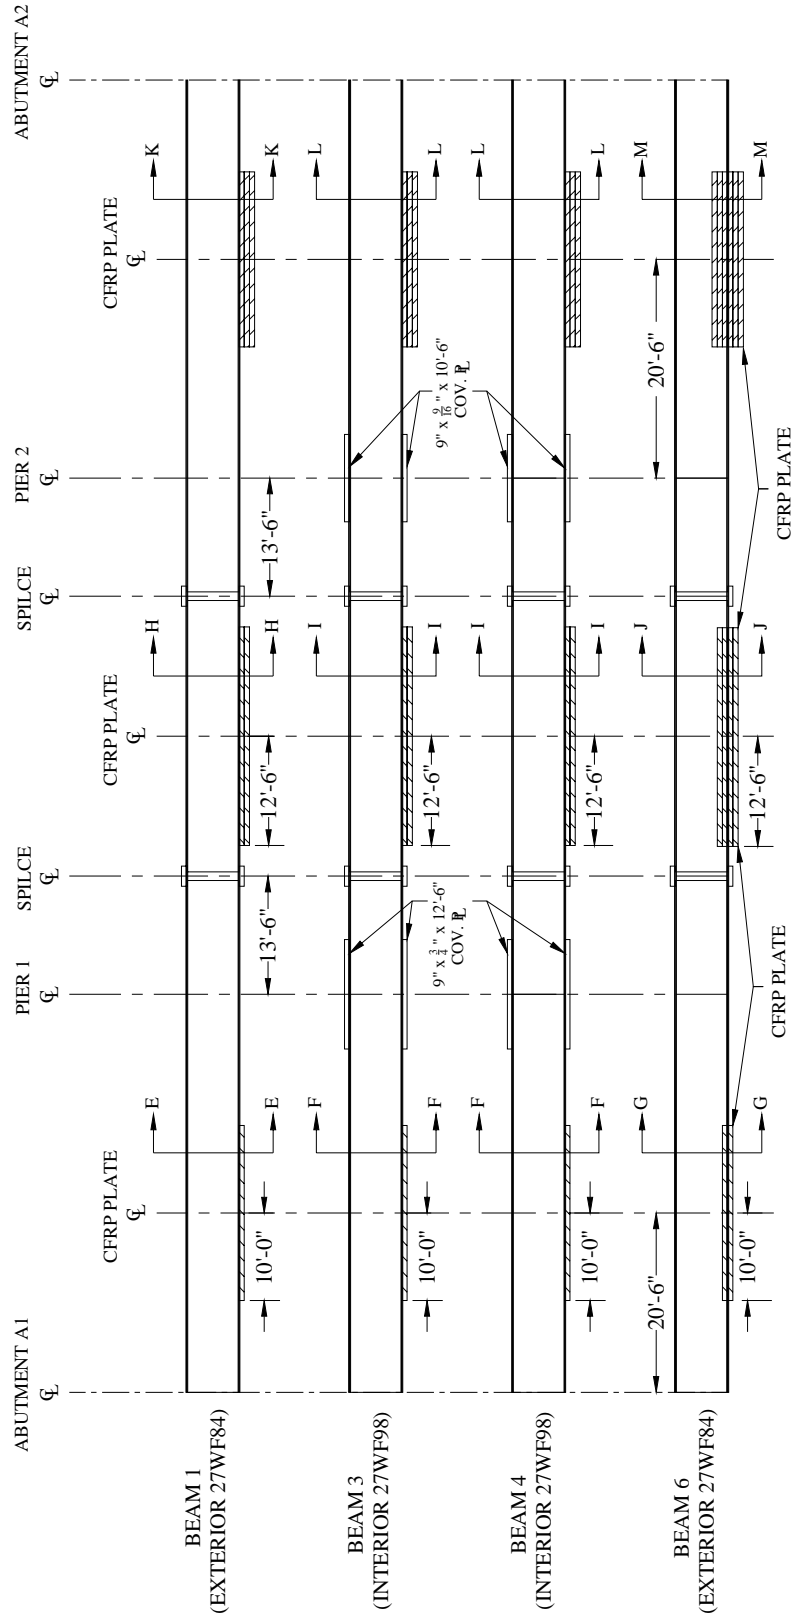 ABUTMENT A1
PIER 1
SPILCE
SPILCE
PIER 2
ABUTMENT A2
℄
℄
℄
℄
℄
℄
CFRP PLATE
℄
CFRP PLATE
℄
CFRP PLATE
℄
BEAM 1
(EXTERIOR 27WF84)
E
H
K
E
H
K
10'-0"
13'-6"
12'-6"
13'-6"
BEAM 3
(INTERIOR 27WF98)
F
I
L
F
I
L
10'-0"
12'-6"
9" x 3/4" x 12'-6"
COV. PL
9" x 9/16" x 10'-6"
COV. PL
BEAM 4
(INTERIOR 27WF98)
F
I
L
F
I
L
10'-0"
12'-6"
BEAM 6
(EXTERIOR 27WF84)
G
J
M
20'-6"
20'-6"
G
J
M
10'-0"
12'-6"
CFRP PLATE
CFRP PLATE